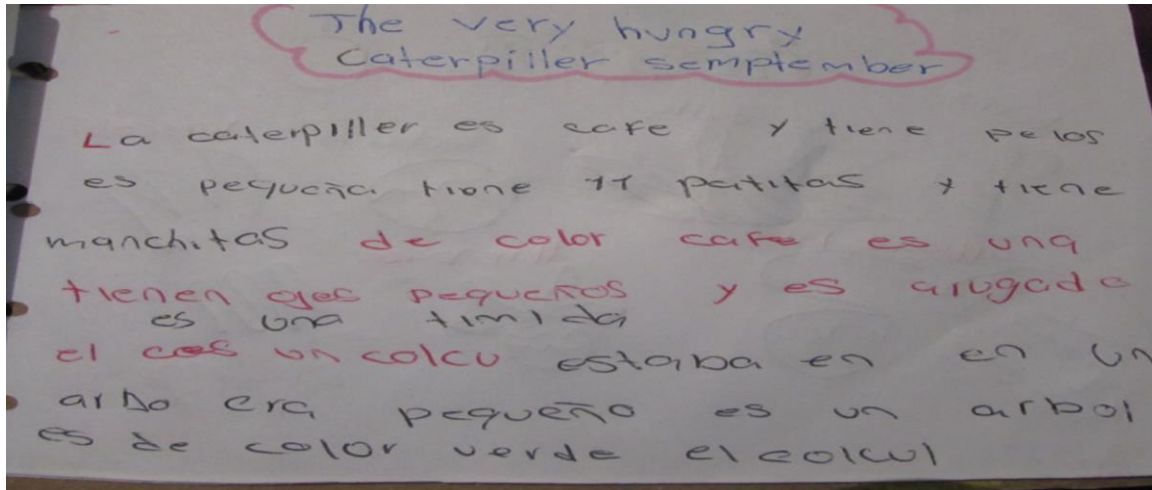 The very hungry
caterpiller semptember
La caterpiller es cafe y tiene pelos
es pequeña tiene 11 patitas y tiene
manchitas de color cafe es una
tienen ojos pequeños y es arugada
es una timida
el cos un colcu estaba en en un
arbo era pequeño es un arbol
es de color verde el colcul